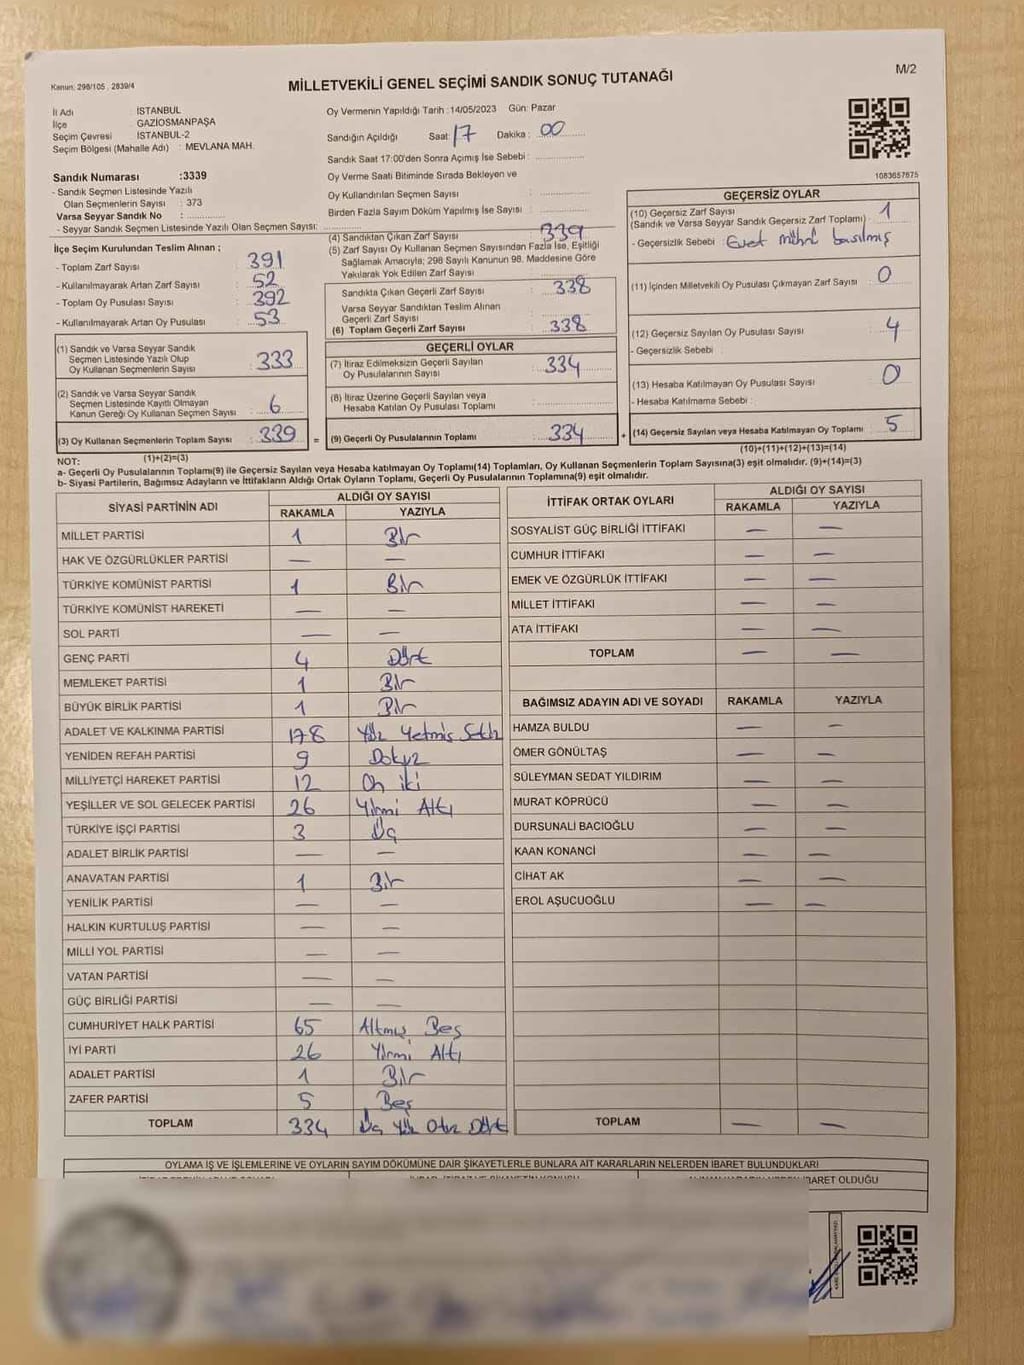 Kanun: 298/105 , 2839/4
MİLLETVEKİLİ GENEL SEÇİMİ SANDIK SONUÇ TUTANAĞI
M/2
İl Adı : İSTANBUL
İlçe : GAZİOSMANPAŞA
Seçim Çevresi : İSTANBUL-2
Seçim Bölgesi (Mahalle Adı) : MEVLANA MAH.
Oy Vermenin Yapıldığı Tarih : 14/05/2023 Gün: Pazar
Sandığın Açıldığı Saat: 17 Dakika : 00
Sandık Saat 17:00'den Sonra Açımış İse Sebebi :
Sandık Numarası :3339
- Sandık Seçmen Listesinde Yazılı
Olan Seçmenlerin Sayısı : 373
Varsa Seyyar Sandık No :
- Seyyar Sandık Seçmen Listesinde Yazılı Olan Seçmen Sayısı:
Oy Verme Saati Bitiminde Sırada Bekleyen ve
Oy Kullandırılan Seçmen Sayısı :
Birden Fazla Sayım Döküm Yapılmış İse Sayısı :
1083657675
İlçe Seçim Kurulundan Teslim Alınan ;
- Toplam Zarf Sayısı : 391
- Kullanılmayarak Artan Zarf Sayısı : 52
- Toplam Oy Pusulası Sayısı : 392
- Kullanılmayarak Artan Oy Pusulası : 53
(1) Sandık ve Varsa Seyyar Sandık
Seçmen Listesinde Yazılı Olup
Oy Kullanan Seçmenlerin Sayısı : 333
(2) Sandık ve Varsa Seyyar Sandık
Seçmen Listesinde Kayıtlı Olmayan
Kanun Gereği Oy Kullanan Seçmen Sayısı : 6
(3) Oy Kullanan Seçmenlerin Toplam Sayısı : 339
(1)+(2)=(3)
(4) Sandıktan Çıkan Zarf Sayısı : 339
(5) Zarf Sayısı Oy Kullanan Seçmen Sayısından Fazla İse, Eşitliği
Sağlamak Amacıyla; 298 Sayılı Kanunun 98. Maddesine Göre
Yakılarak Yok Edilen Zarf Sayısı :
Sandıkta Çıkan Geçerli Zarf Sayısı : 338
Varsa Seyyar Sandıktan Teslim Alınan
Geçerli Zarf Sayısı :
(6) Toplam Geçerli Zarf Sayısı : 338
GEÇERLİ OYLAR
(7) İtiraz Edilmeksizin Geçerli Sayılan
Oy Pusulalarının Sayısı : 334
(8) İtiraz Üzerine Geçerli Sayılan veya
Hesaba Katılan Oy Pusulası Toplamı :
= (9) Geçerli Oy Pusulalarının Toplamı : 334 +
GEÇERSİZ OYLAR
(10) Geçersiz Zarf Sayısı
(Sandık ve Varsa Seyyar Sandık Geçersiz Zarf Toplamı) : 1
- Geçersizlik Sebebi : Evet mührü basılmış
(11) İçinden Milletvekili Oy Pusulası Çıkmayan Zarf Sayısı : 0
(12) Geçersiz Sayılan Oy Pusulası Sayısı : 4
- Geçersizlik Sebebi :
(13) Hesaba Katılmayan Oy Pusulası Sayısı : 0
- Hesaba Katılmama Sebebi :
(14) Geçersiz Sayılan veya Hesaba Katılmayan Oy Toplamı : 5
(10)+(11)+(12)+(13)=(14)
NOT:
a- Geçerli Oy Pusulalarının Toplamı(9) ile Geçersiz Sayılan veya Hesaba katılmayan Oy Toplamı(14) Toplamları, Oy Kullanan Seçmenlerin Toplam Sayısına(3) eşit olmalıdır. (9)+(14)=(3)
b- Siyasi Partilerin, Bağımsız Adayların ve İttifakların Aldığı Ortak Oyların Toplamı, Geçerli Oy Pusulalarının Toplamına(9) eşit olmalıdır.
SİYASİ PARTİNİN ADI ALDIĞI OY SAYISI
RAKAMLA YAZIYLA
MİLLET PARTİSİ 1 Bir
HAK VE ÖZGÜRLÜKLER PARTİSİ — —
TÜRKİYE KOMÜNİST PARTİSİ 1 Bir
TÜRKİYE KOMÜNİST HAREKETİ — —
SOL PARTİ — —
GENÇ PARTİ 4 Dört
MEMLEKET PARTİSİ 1 Bir
BÜYÜK BİRLİK PARTİSİ 1 Bir
ADALET VE KALKINMA PARTİSİ 178 Yüz Yetmiş Sekiz
YENİDEN REFAH PARTİSİ 9 Dokuz
MİLLİYETÇİ HAREKET PARTİSİ 12 On iki
YEŞİLLER VE SOL GELECEK PARTİSİ 26 Yirmi Altı
TÜRKİYE İŞÇİ PARTİSİ 3 Üç
ADALET BİRLİK PARTİSİ — —
ANAVATAN PARTİSİ 1 Bir
YENİLİK PARTİSİ — —
HALKIN KURTULUŞ PARTİSİ — —
MİLLİ YOL PARTİSİ — —
VATAN PARTİSİ — —
GÜÇ BİRLİĞİ PARTİSİ — —
CUMHURİYET HALK PARTİSİ 65 Altmış Beş
İYİ PARTİ 26 Yirmi Altı
ADALET PARTİSİ 1 Bir
ZAFER PARTİSİ 5 Beş
TOPLAM 334 Üç Yüz Otuz Dört
İTTİFAK ORTAK OYLARI ALDIĞI OY SAYISI
RAKAMLA YAZIYLA
SOSYALİST GÜÇ BİRLİĞİ İTTİFAKI — —
CUMHUR İTTİFAKI — —
EMEK VE ÖZGÜRLÜK İTTİFAKI — —
MİLLET İTTİFAKI — —
ATA İTTİFAKI — —
TOPLAM — —
BAĞIMSIZ ADAYIN ADI VE SOYADI RAKAMLA YAZIYLA
HAMZA BULDU — —
ÖMER GÖNÜLTAŞ — —
SÜLEYMAN SEDAT YILDIRIM — —
MURAT KÖPRÜCÜ — —
DURSUNALİ BACIOĞLU — —
KAAN KONANCİ — —
CİHAT AK — —
EROL AŞUCUOĞLU — —
TOPLAM — —
OYLAMA İŞ VE İŞLEMLERİNE VE OYLARIN SAYIM DÖKÜMÜNE DAİR ŞİKAYETLERLE BUNLARA AİT KARARLARIN NELERDEN İBARET BULUNDUKLARI
İBARET OLDUĞU